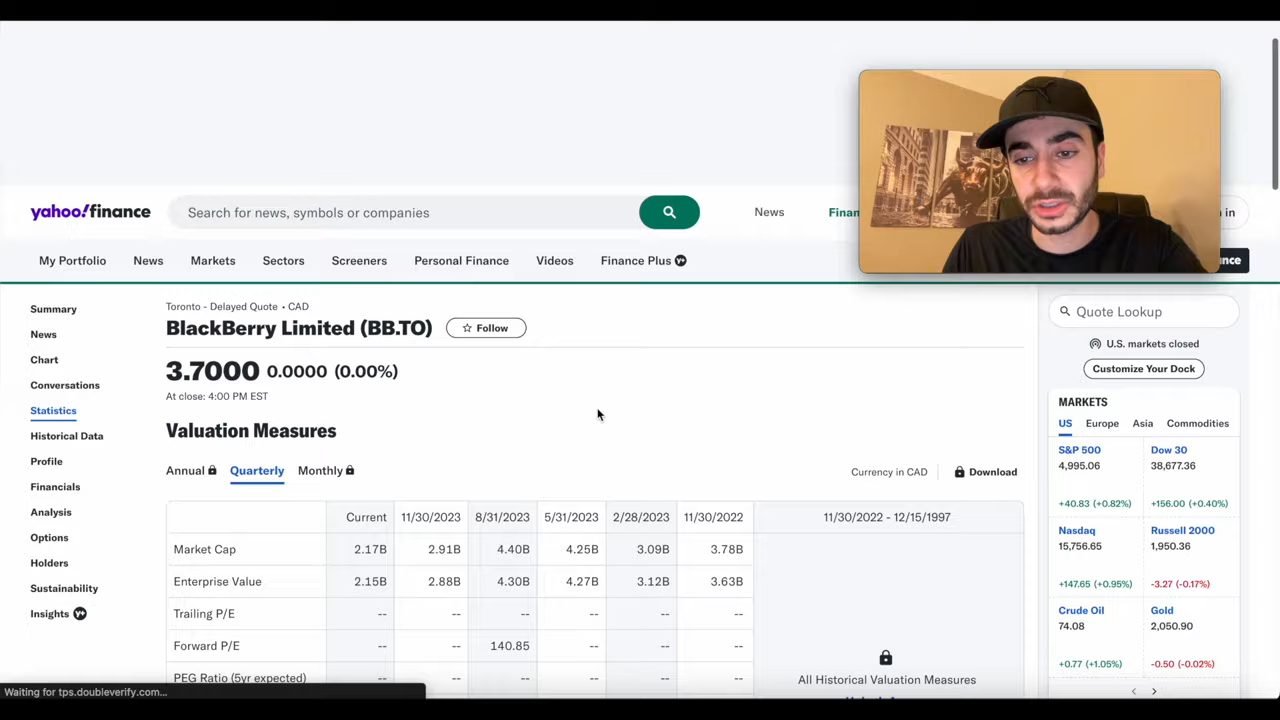 yahoo!finance
Search for news, symbols or companies
News
Finan
in
My Portfolio
News
Markets
Sectors
Screeners
Personal Finance
Videos
Finance Plus
nce
Summary
News
Chart
Conversations
Statistics
Historical Data
Profile
Financials
Analysis
Options
Holders
Sustainability
Insights
Toronto - Delayed Quote • CAD
BlackBerry Limited (BB.TO)
Follow
3.7000 0.0000 (0.00%)
At close: 4:00 PM EST
Valuation Measures
Annual
Quarterly
Monthly
Currency in CAD
Download
Current 11/30/2023 8/31/2023 5/31/2023 2/28/2023 11/30/2022 11/30/2022 - 12/15/1997
Market Cap 2.17B 2.91B 4.40B 4.25B 3.09B 3.78B
Enterprise Value 2.15B 2.88B 4.30B 4.27B 3.12B 3.63B
Trailing P/E -- -- -- -- -- --
Forward P/E -- -- 140.85 -- -- --
PEG Ratio (5yr expected) -- -- -- -- -- --
All Historical Valuation Measures
Quote Lookup
U.S. markets closed
Customize Your Dock
MARKETS
US Europe Asia Commodities
S&P 500 Dow 30
4,995.06 38,677.36
+40.83 (+0.82%) +156.00 (+0.40%)
Nasdaq Russell 2000
15,756.65 1,950.36
+147.65 (+0.95%) -3.27 (-0.17%)
Crude Oil Gold
74.08 2,050.90
+0.77 (+1.05%) -0.50 (-0.02%)
Waiting for tps.doubleverify.com...